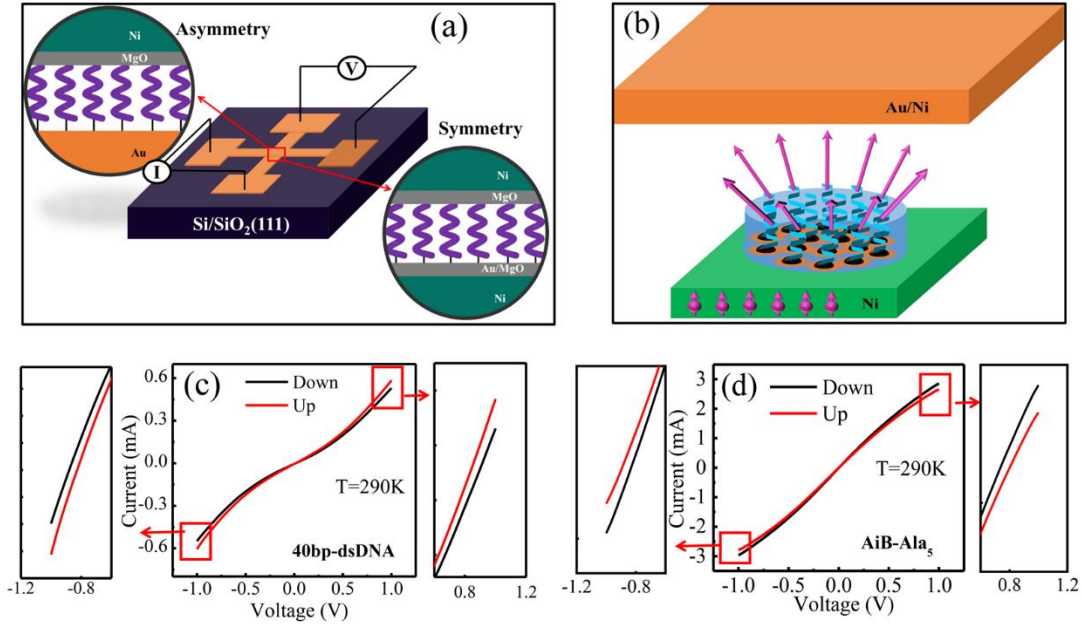 (a)
Asymmetry
Ni
MgO
Au
V
I
Symmetry
Ni
MgO
Au/MgO
Ni
Si/SiO₂(111)
(b)
Au/Ni
Ni
(c)
Down
Up
T=290K
40bp-dsDNA
Current (mA)
0.6
0.3
0.0
-0.3
-0.6
-1.0 -0.5 0.0 0.5 1.0
Voltage (V)
-1.2 -0.8
0.8 1.2
(d)
Down
Up
T=290K
AiB-Ala₅
Current (mA)
3
2
1
0
-1
-2
-3
-1.0 -0.5 0.0 0.5 1.0
Voltage (V)
-1.2 -0.8
0.8 1.2